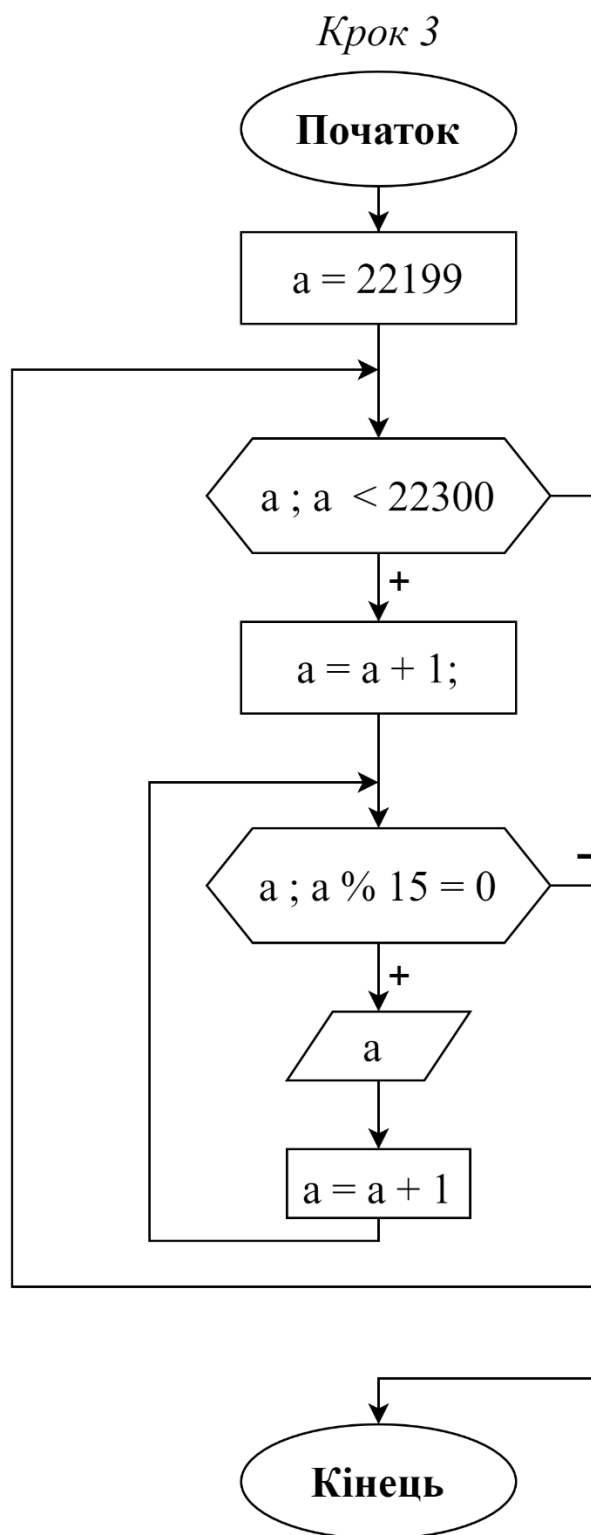 Крок 3
Початок
a = 22199
a ; a < 22300
+
a = a + 1;
a ; a % 15 = 0
-
+
a
a = a + 1
Кінець